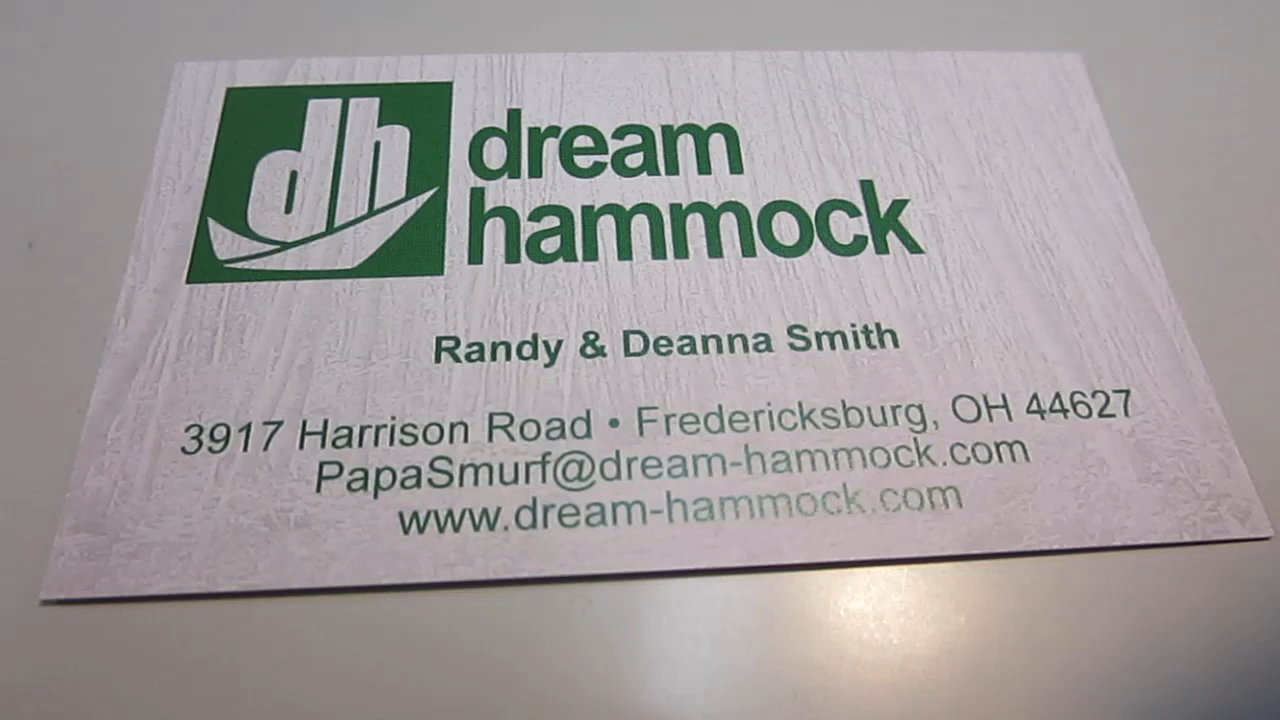 dh
dream
hammock
Randy & Deanna Smith
3917 Harrison Road • Fredericksburg, OH 44627
PapaSmurf@dream-hammock.com
www.dream-hammock.com